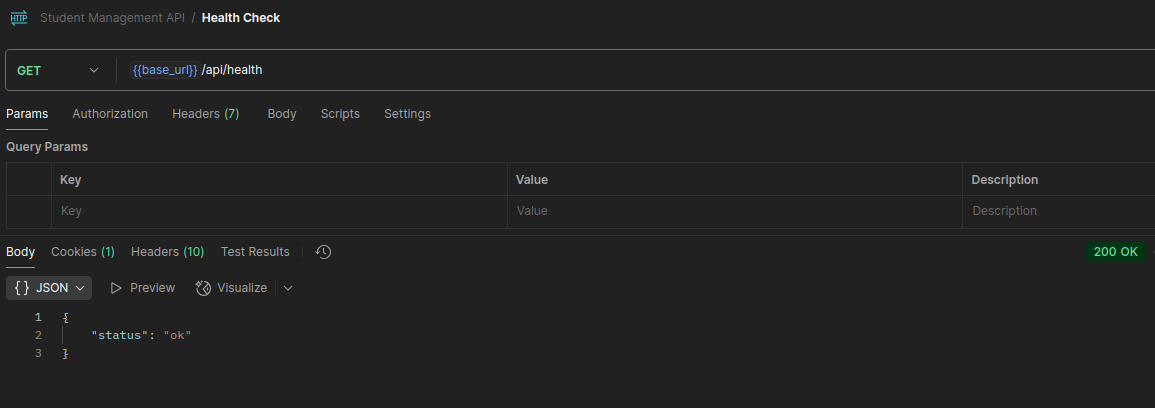 HTTP Student Management API / Health Check
GET {{base_url}}/api/health
Params Authorization Headers (7) Body Scripts Settings
Query Params
Key Value Description
Key Value Description
Body Cookies (1) Headers (10) Test Results 200 OK
{} JSON Preview Visualize
1 {
2 "status": "ok"
3 }